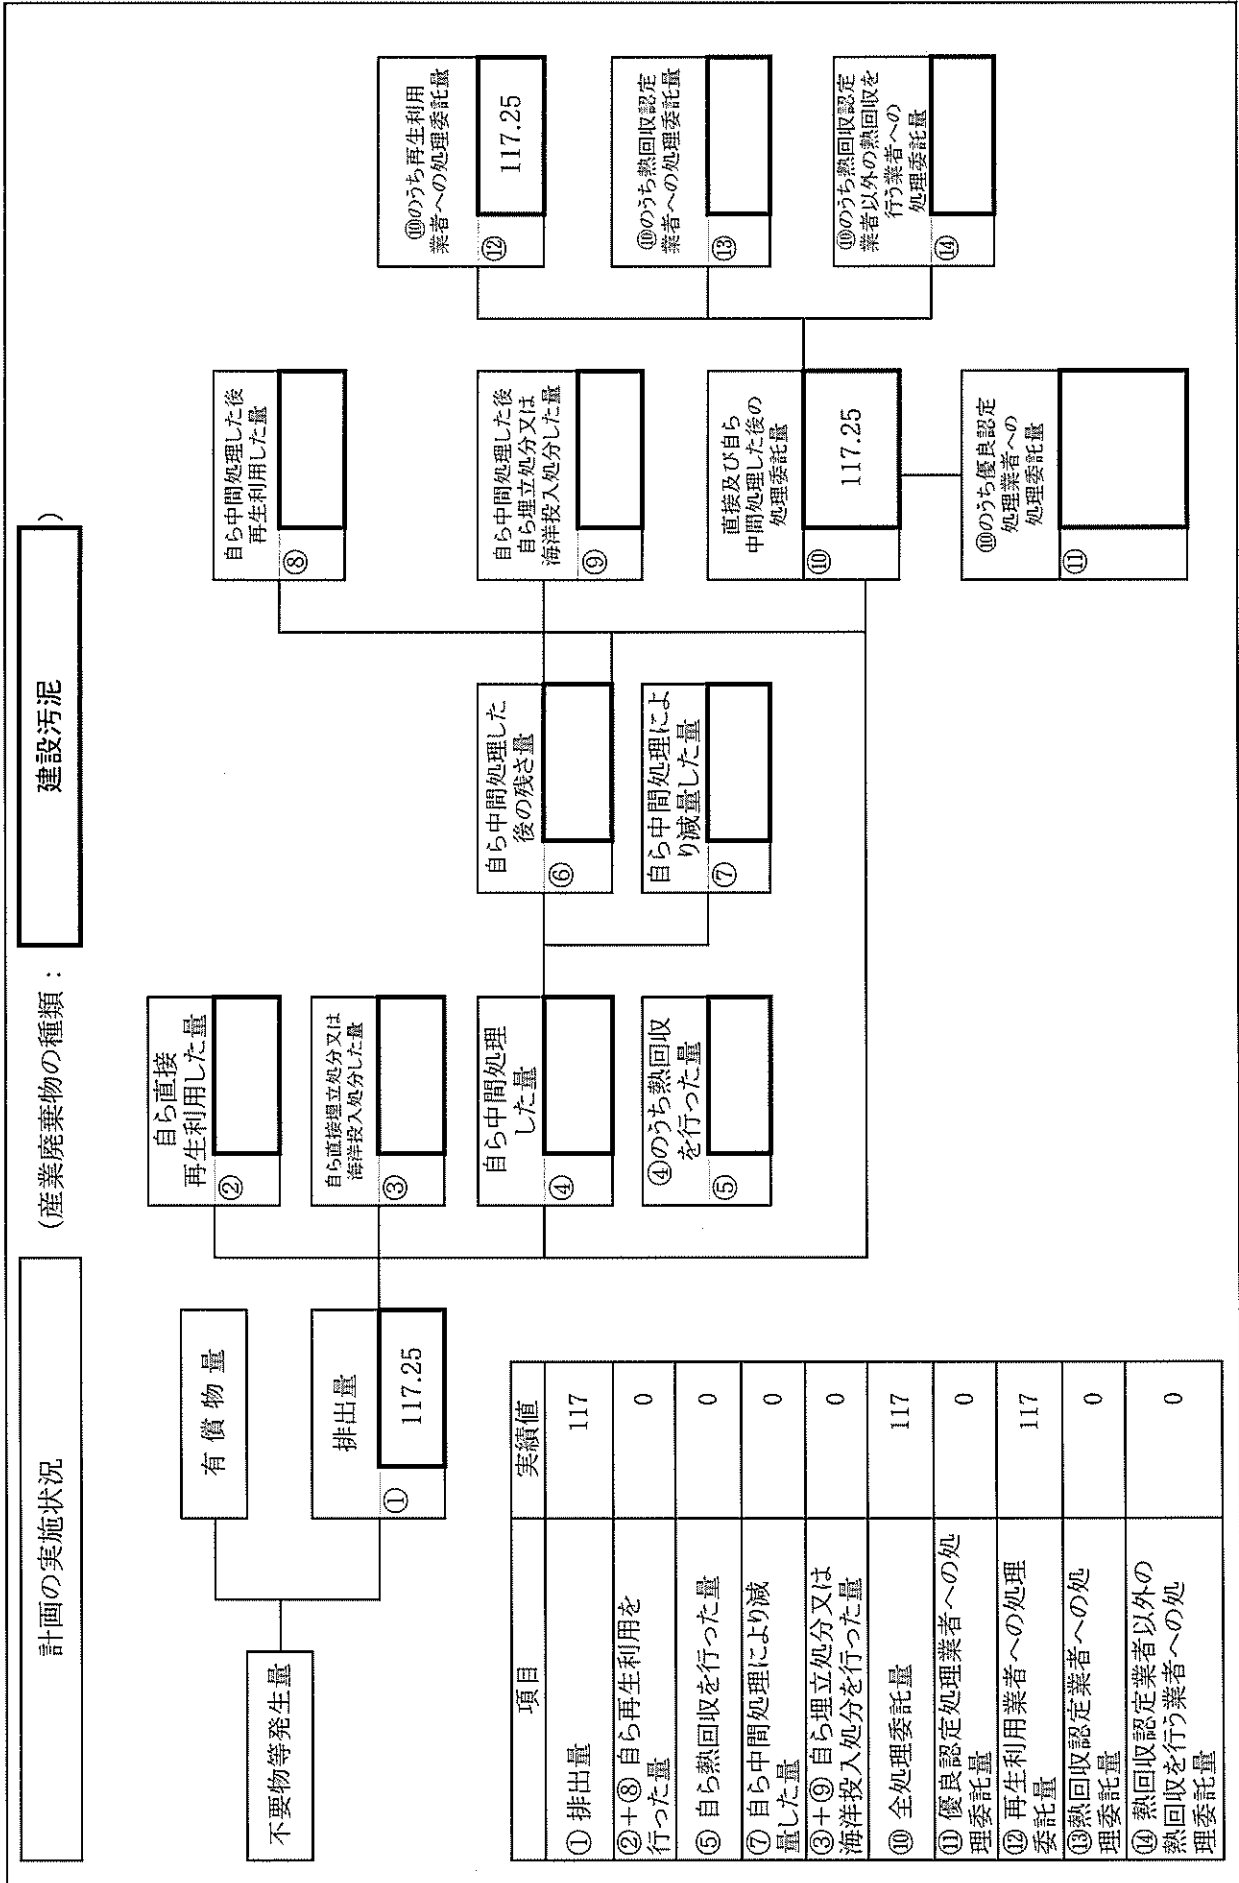 計画の実施状況
(産業廃棄物の種類:
建設汚泥
)
不要物等発生量
有償物量
排出量
①
117.25
自ら直接
再生利用した量
②
自ら直接埋立処分又は
海洋投入処分した量
③
自ら中間処理
した量
④
④のうち熱回収
を行った量
⑤
自ら中間処理した
後の残さ量
⑥
自ら中間処理によ
り減量した量
⑦
自ら中間処理した後
再生利用した量
⑧
自ら中間処理した後
自ら埋立処分又は
海洋投入処分した量
⑨
直接及び自ら
中間処理した後の
処理委託量
⑩
117.25
⑩のうち優良認定
処理業者への
処理委託量
⑪
⑩のうち再生利用
業者への処理委託量
⑫
117.25
⑩のうち熱回収認定
業者への処理委託量
⑬
⑩のうち熱回収認定
業者以外の熱回収を
行う業者への
処理委託量
⑭
項目 実績値
① 排出量 117
②+⑧ 自ら再生利用を
行った量 0
⑤ 自ら熱回収を行った量 0
⑦ 自ら中間処理により減
量した量 0
③+⑨ 自ら埋立処分又は
海洋投入処分を行った量 0
⑩ 全処理委託量 117
⑪ 優良認定処理業者への処
理委託量 0
⑫ 再生利用業者への処理
委託量 117
⑬熱回収認定業者への処
理委託量 0
⑭ 熱回収認定業者以外の
熱回収を行う業者への処
理委託量 0